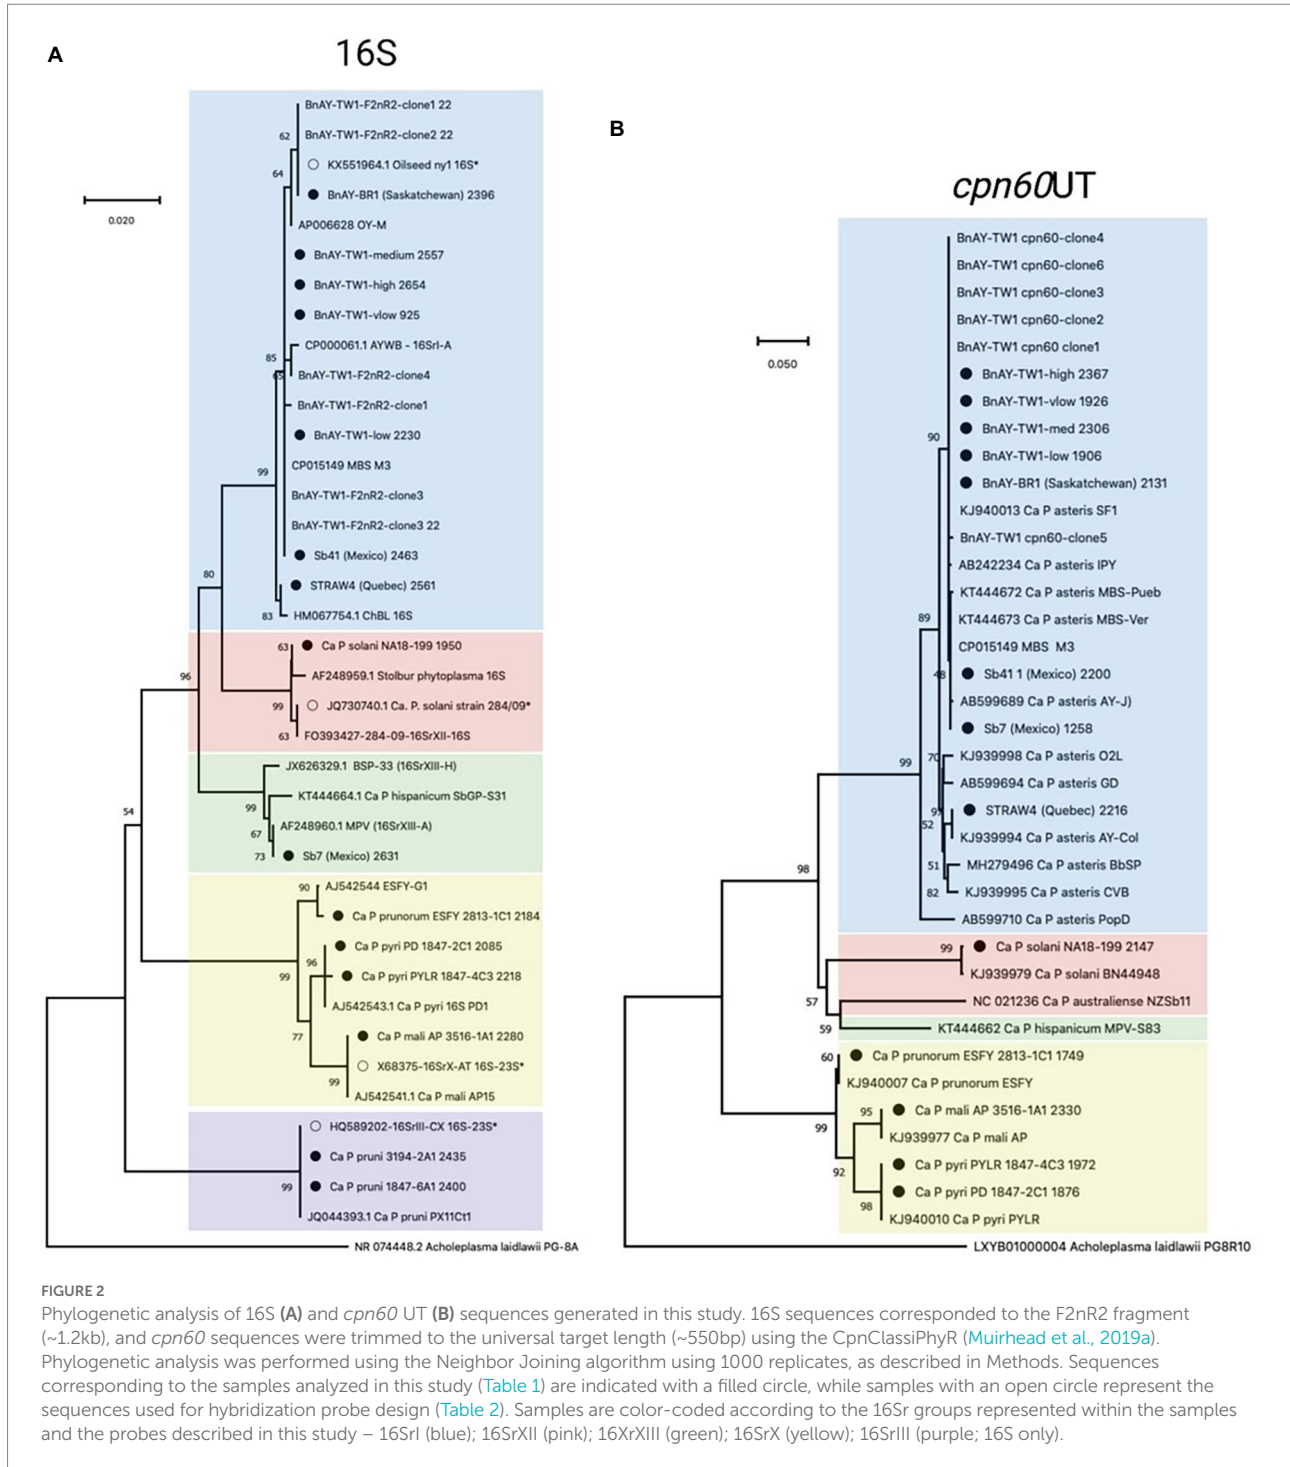 A
16S
BnAY-TW1-F2nR2-clone1 22
62
BnAY-TW1-F2nR2-clone2 22
KX551964.1 Oilseed ny1 16S*
64
BnAY-BR1 (Saskatchewan) 2396
0.020
AP006628 OY-M
BnAY-TW1-medium 2557
BnAY-TW1-high 2654
BnAY-TW1-vlow 925
CP000061.1 AYWB - 16SrI-A
85
BnAY-TW1-F2nR2-clone4
BnAY-TW1-F2nR2-clone1
BnAY-TW1-low 2230
CP015149 MBS M3
99
BnAY-TW1-F2nR2-clone3
BnAY-TW1-F2nR2-clone3 22
Sb41 (Mexico) 2463
80
STRAW4 (Quebec) 2561
83
HM067754.1 ChBL 16S
63
Ca P solani NA18-199 1950
96
AF248959.1 Stolbur phytoplasma 16S
99
JQ730740.1 Ca. P. solani strain 284/09*
63
FO393427-284-09-16SrXII-16S
JX626329.1 BSP-33 (16SrXIII-H)
KT444664.1 Ca P hispanicum SbGP-S31
99
54
AF248960.1 MPV (16SrXIII-A)
67
73
Sb7 (Mexico) 2631
90
AJ542544 ESFY-G1
Ca P prunorum ESFY 2813-1C1 2184
Ca P pyri PD 1847-2C1 2085
96
99
Ca P pyri PYLR 1847-4C3 2218
AJ542543.1 Ca P pyri 16S PD1
77
Ca P mali AP 3516-1A1 2280
X68375-16SrX-AT 16S-23S*
99
AJ542541.1 Ca P mali AP15
HQ589202-16SrIII-CX 16S-23S*
Ca P pruni 3194-2A1 2435
99
Ca P pruni 1847-6A1 2400
JQ044393.1 Ca P pruni PX11Ct1
NR 074448.2 Acholeplasma laidlawii PG-8A
B
cpn60UT
BnAY-TW1 cpn60-clone4
BnAY-TW1 cpn60-clone6
BnAY-TW1 cpn60-clone3
BnAY-TW1 cpn60-clone2
0.050
BnAY-TW1 cpn60 clone1
BnAY-TW1-high 2367
BnAY-TW1-vlow 1926
90
BnAY-TW1-med 2306
BnAY-TW1-low 1906
BnAY-BR1 (Saskatchewan) 2131
KJ940013 Ca P asteris SF1
BnAY-TW1 cpn60-clone5
AB242234 Ca P asteris IPY
KT444672 Ca P asteris MBS-Pueb
89
KT444673 Ca P asteris MBS-Ver
CP015149 MBS M3
48
Sb41 1 (Mexico) 2200
AB599689 Ca P asteris AY-J)
Sb7 (Mexico) 1258
70
KJ939998 Ca P asteris O2L
99
AB599694 Ca P asteris GD
STRAW4 (Quebec) 2216
52
KJ939994 Ca P asteris AY-Col
98
51
MH279496 Ca P asteris BbSP
82
KJ939995 Ca P asteris CVB
AB599710 Ca P asteris PopD
99
Ca P solani NA18-199 2147
KJ939979 Ca P solani BN44948
57
NC 021236 Ca P australiense NZSb11
59
KT444662 Ca P hispanicum MPV-S83
60
Ca P prunorum ESFY 2813-1C1 1749
KJ940007 Ca P prunorum ESFY
95
Ca P mali AP 3516-1A1 2330
99
KJ939977 Ca P mali AP
92
Ca P pyri PYLR 1847-4C3 1972
Ca P pyri PD 1847-2C1 1876
98
KJ940010 Ca P pyri PYLR
LXYB01000004 Acholeplasma laidlawii PG8R10
FIGURE 2
Phylogenetic analysis of 16S (A) and cpn60 UT (B) sequences generated in this study. 16S sequences corresponded to the F2nR2 fragment
(~1.2kb), and cpn60 sequences were trimmed to the universal target length (~550bp) using the CpnClassiPhyR (Muirhead et al., 2019a).
Phylogenetic analysis was performed using the Neighbor Joining algorithm using 1000 replicates, as described in Methods. Sequences
corresponding to the samples analyzed in this study (Table 1) are indicated with a filled circle, while samples with an open circle represent the
sequences used for hybridization probe design (Table 2). Samples are color-coded according to the 16Sr groups represented within the samples
and the probes described in this study – 16SrI (blue); 16SrXII (pink); 16XrXIII (green); 16SrX (yellow); 16SrIII (purple; 16S only).